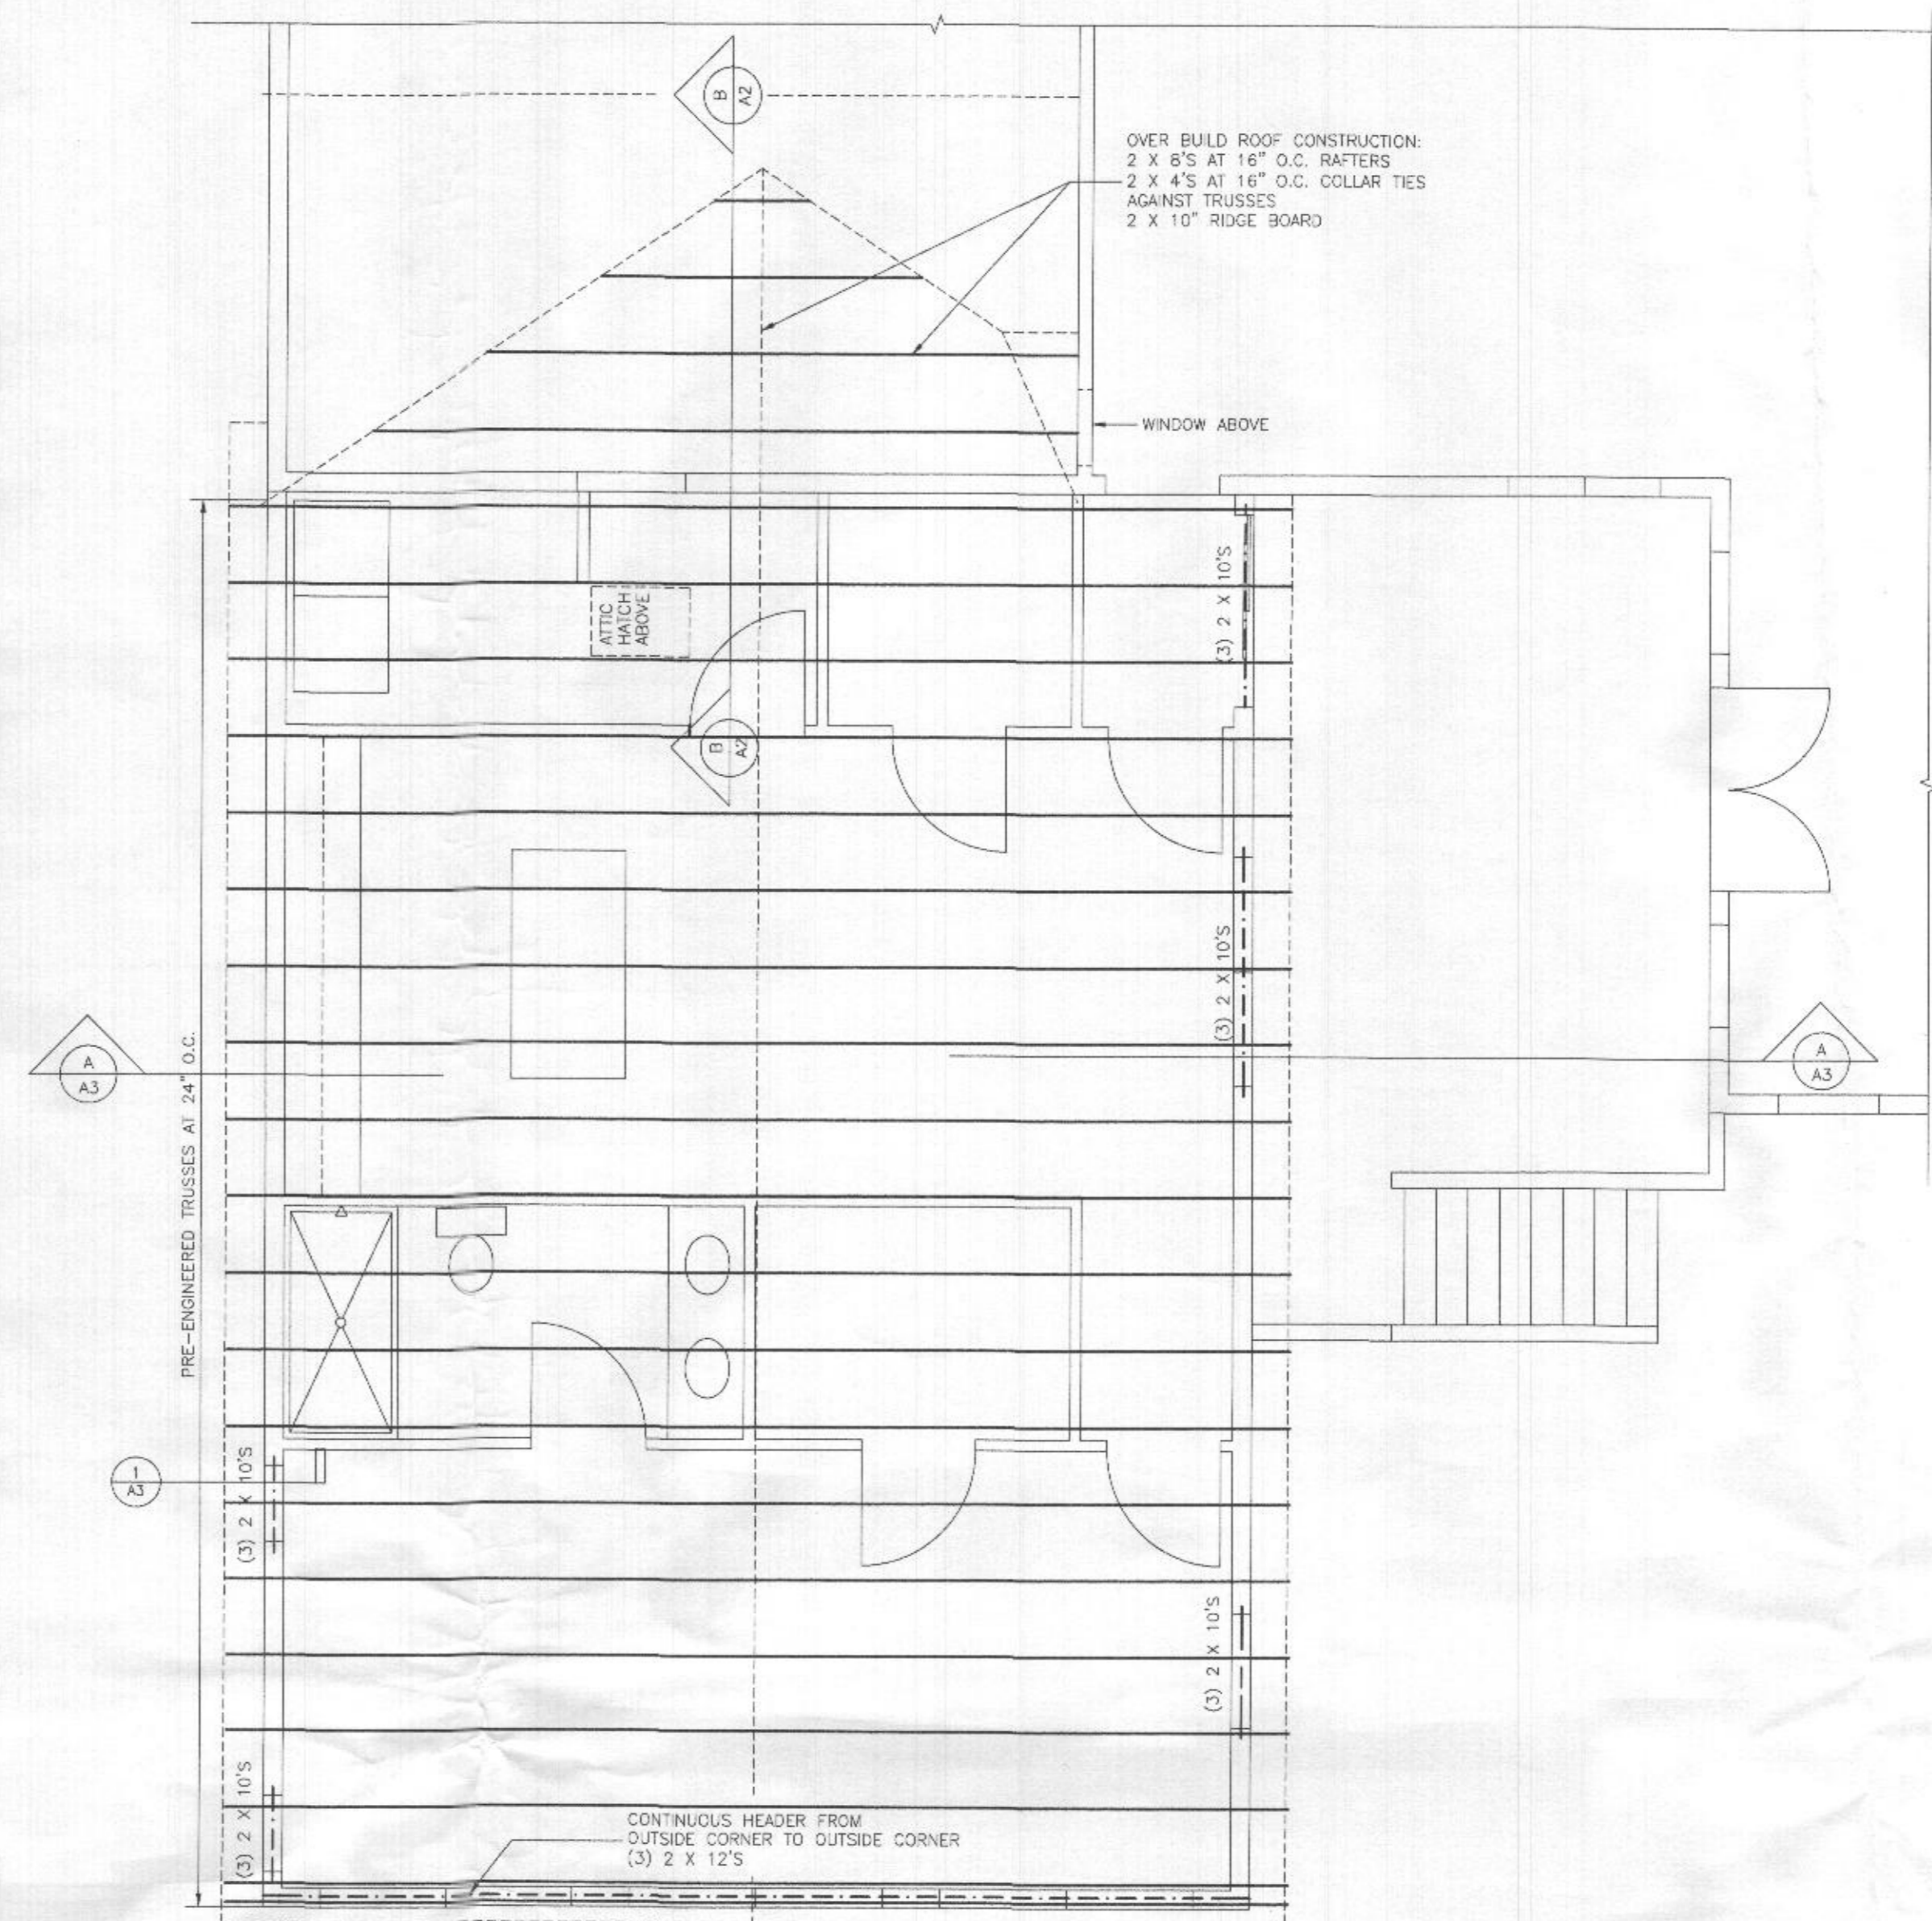 B
A2
OVER BUILD ROOF CONSTRUCTION:
2 X 8'S AT 16" O.C. RAFTERS
2 X 4'S AT 16" O.C. COLLAR TIES
AGAINST TRUSSES
2 X 10" RIDGE BOARD
WINDOW ABOVE
ATTIC
HATCH
ABOVE
(3) 2 X 10'S
B
A2
(3) 2 X 10'S
PRE-ENGINEERED TRUSSES AT 24" O.C.
A
A3
A
A3
1
A3
(3) 2 X 10'S
(3) 2 X 10'S
(3) 2 X 10'S
CONTINUOUS HEADER FROM
OUTSIDE CORNER TO OUTSIDE CORNER
(3) 2 X 12'S